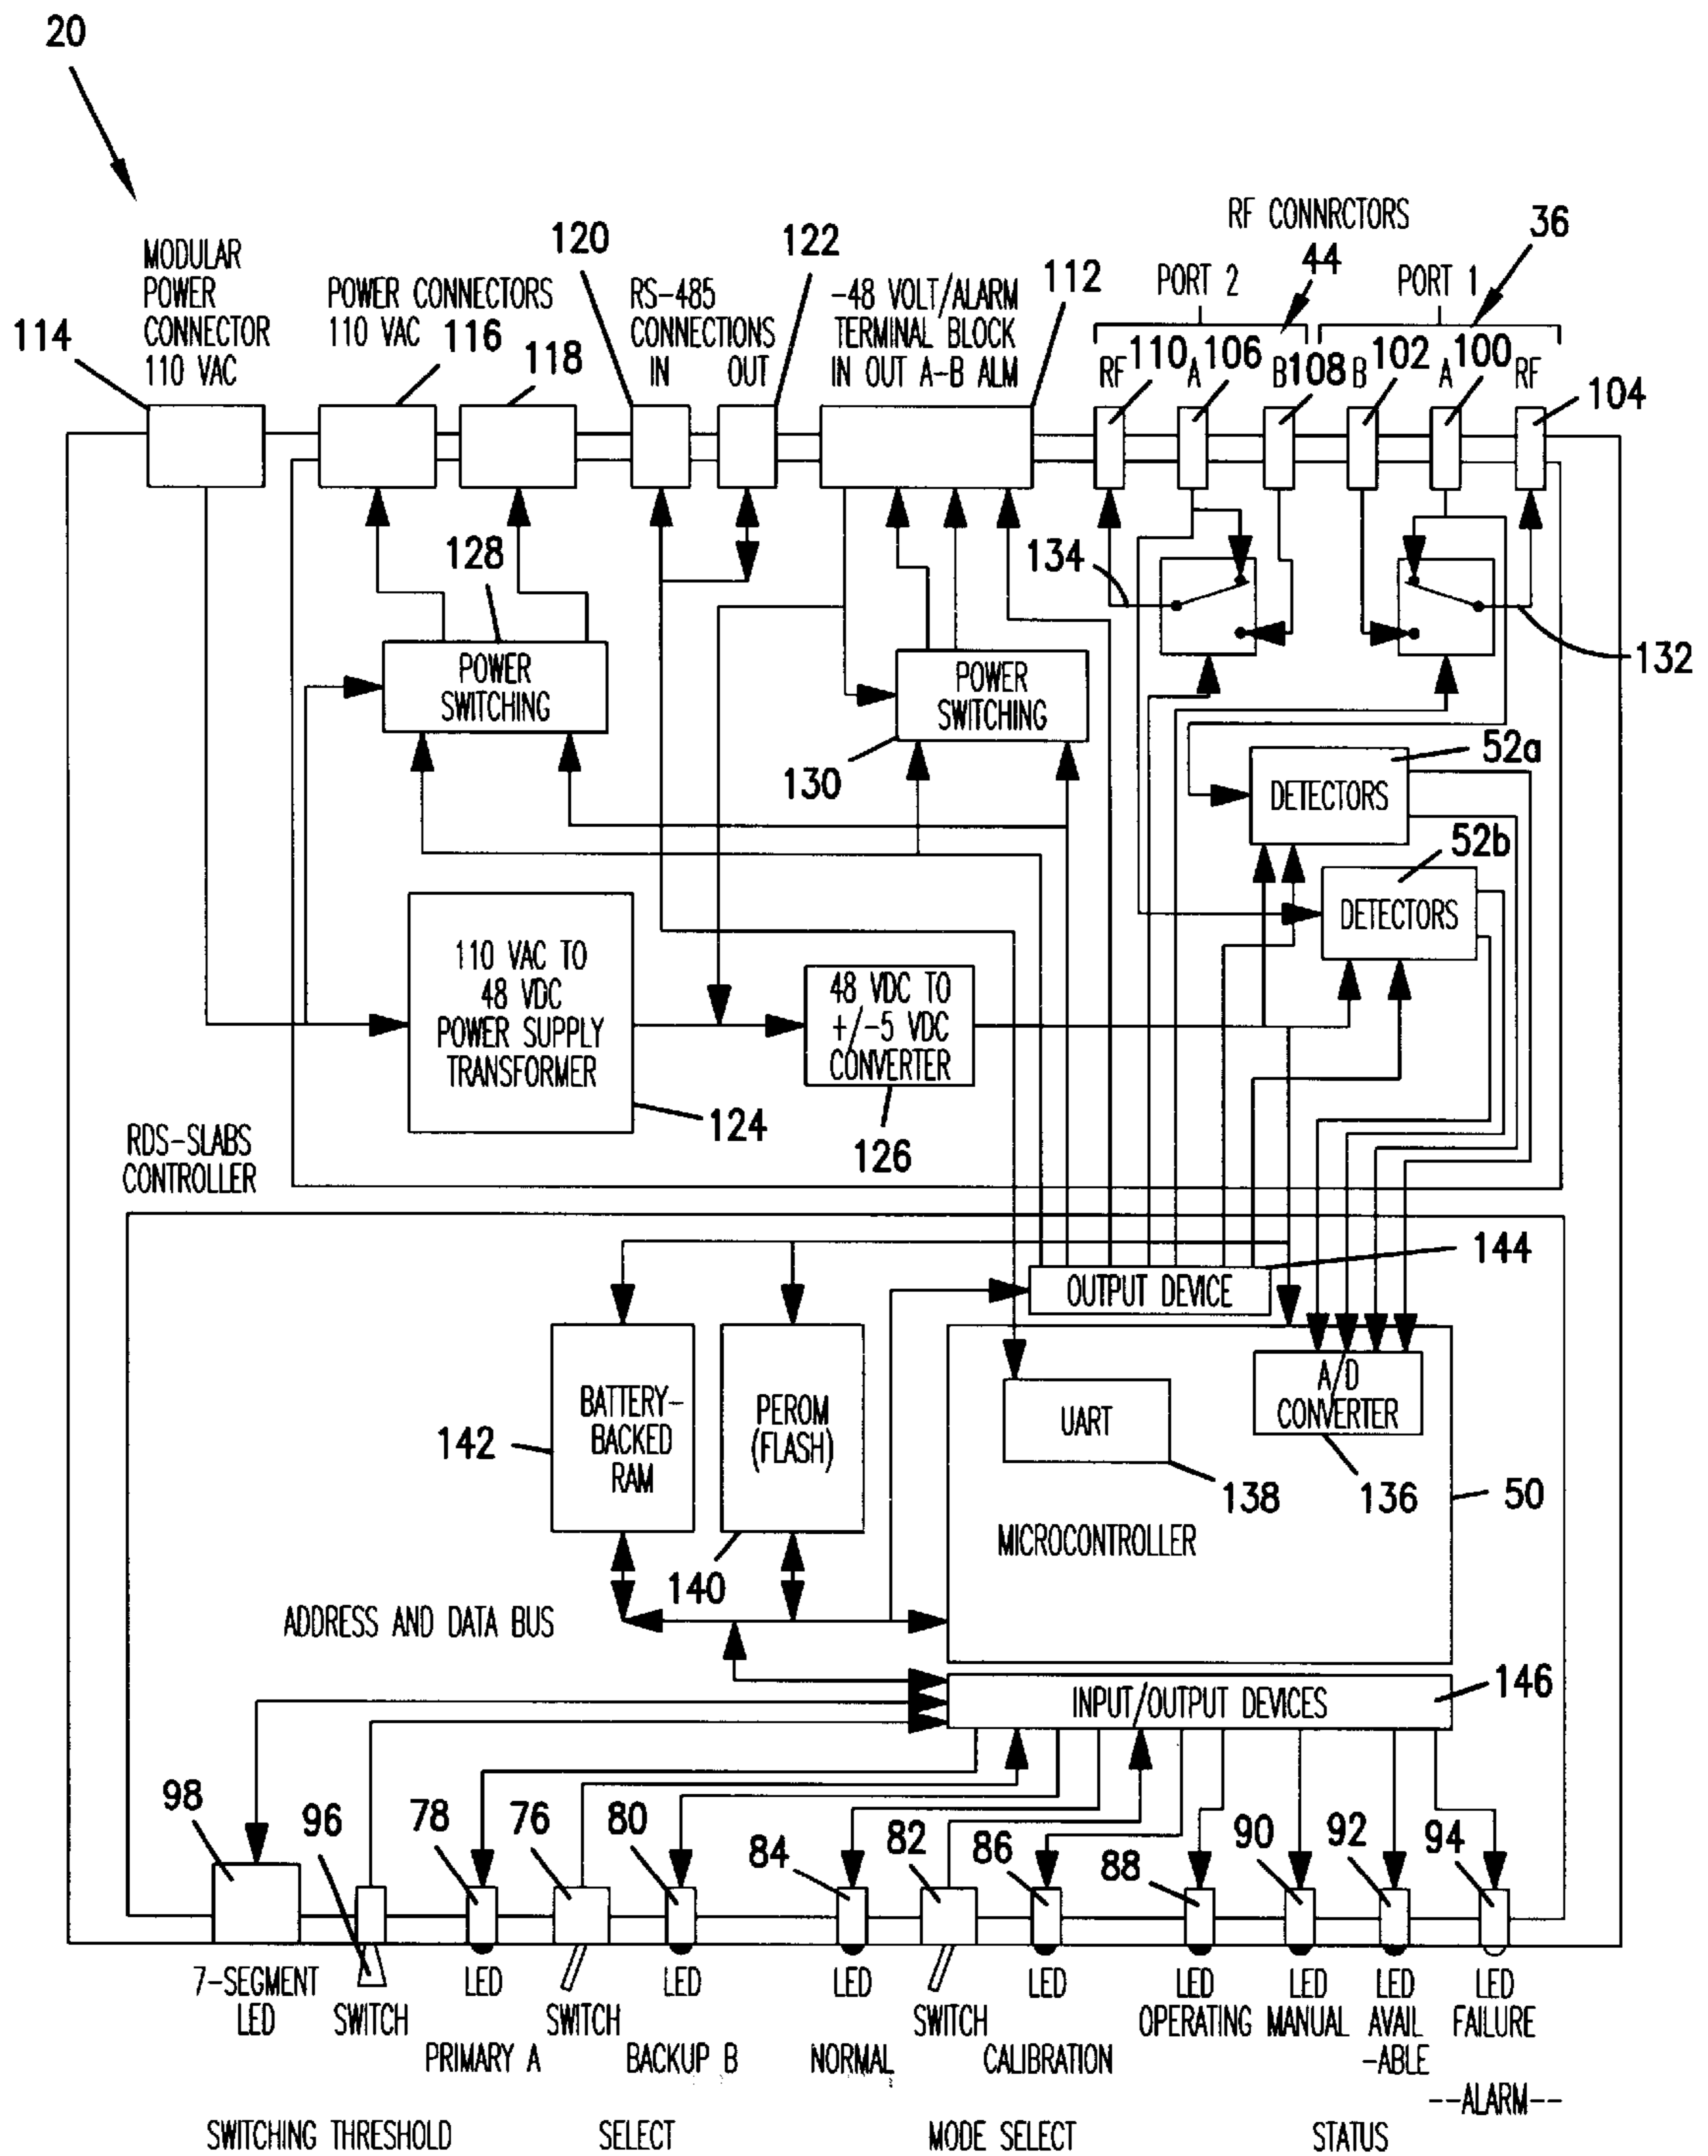 20
RF CONNRCTORS
36
44
PORT 2
PORT 1
MODULAR
POWER
CONNECTOR
110 VAC
114
POWER CONNECTORS
110 VAC
116
118
120
122
RS-485
CONNECTIONS
IN OUT
-48 VOLT/ALARM
TERMINAL BLOCK
IN OUT A-B ALM
112
RF 110 A 106 B 108 B 102 A 100 RF
104
134
132
128
POWER
SWITCHING
POWER
SWITCHING
130
52a
DETECTORS
52b
DETECTORS
110 VAC TO
48 VDC
POWER SUPPLY
TRANSFORMER
124
48 VDC TO
+/-5 VDC
CONVERTER
126
RDS-SLABS
CONTROLLER
144
OUTPUT DEVICE
BATTERY-
BACKED
RAM
142
PEROM
(FLASH)
140
UART
138
A/D
CONVERTER
136
50
MICROCONTROLLER
ADDRESS AND DATA BUS
INPUT/OUTPUT DEVICES
146
98
96
78
76
80
84
82
86
88
90
92
94
7-SEGMENT
LED
SWITCH
LED
SWITCH
LED
LED
SWITCH
LED
LED
OPERATING
LED
MANUAL
LED
AVAIL
-ABLE
LED
FAILURE
PRIMARY A
BACKUP B
NORMAL
CALIBRATION
--ALARM--
SWITCHING THRESHOLD
SELECT
MODE SELECT
STATUS